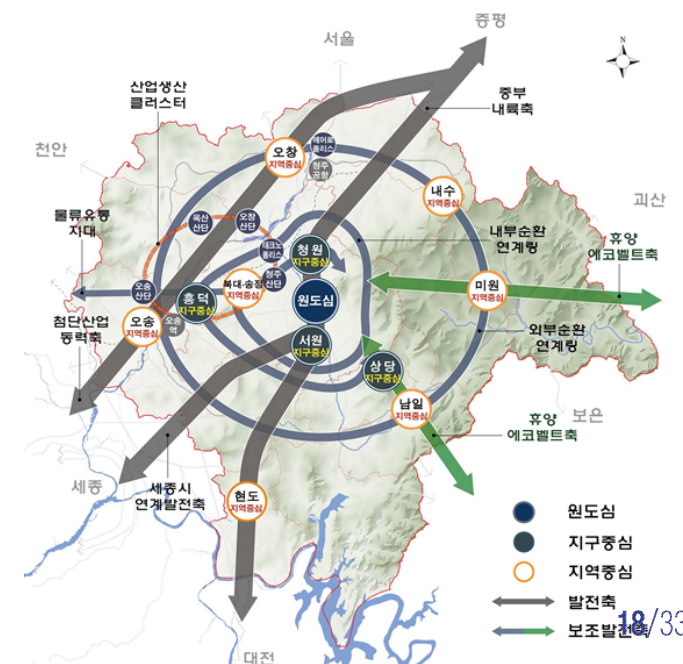 증평
서울
N
산업생산
클러스터
중부
내륙축
천안
오창
지역중심
에어로
폴리스
청주
공항
내수
지역중심
괴산
물류유통
지대
옥산
산단
오창
산단
테크노
폴리스
청원
지구중심
내부순환
연계링
휴양
에코벨트축
오송
산단
흥덕
지구중심
복대·송정
지역중심
청주
산단
원도심
미원
지역중심
첨단산업
동력축
오송
지역중심
오송
역
서원
지구중심
외부순환
연계링
상당
지구중심
남일
지역중심
보은
휴양
에코벨트축
세종
세종시
연계발전축
현도
지역중심
대전
원도심
지구중심
지역중심
발전축
보조발전축
18/33